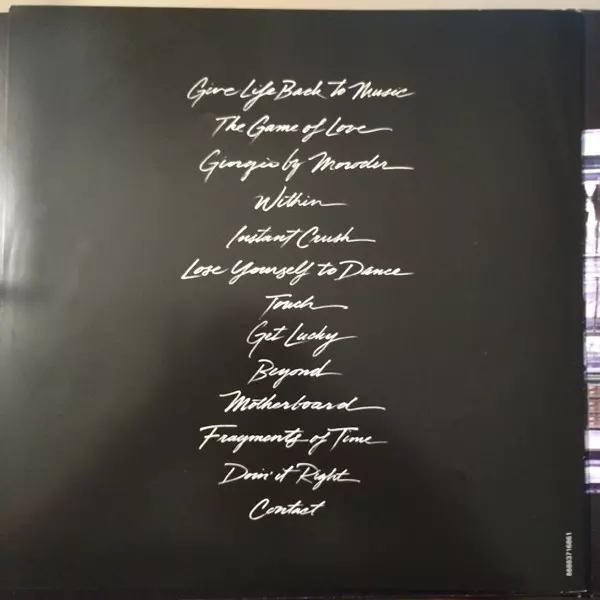 Give Life Back to Music
The Game of Love
Giorgio by Moroder
Within
Instant Crush
Lose Yourself to Dance
Touch
Get Lucky
Beyond
Motherboard
Fragments of Time
Doin' it Right
Contact
88883716861